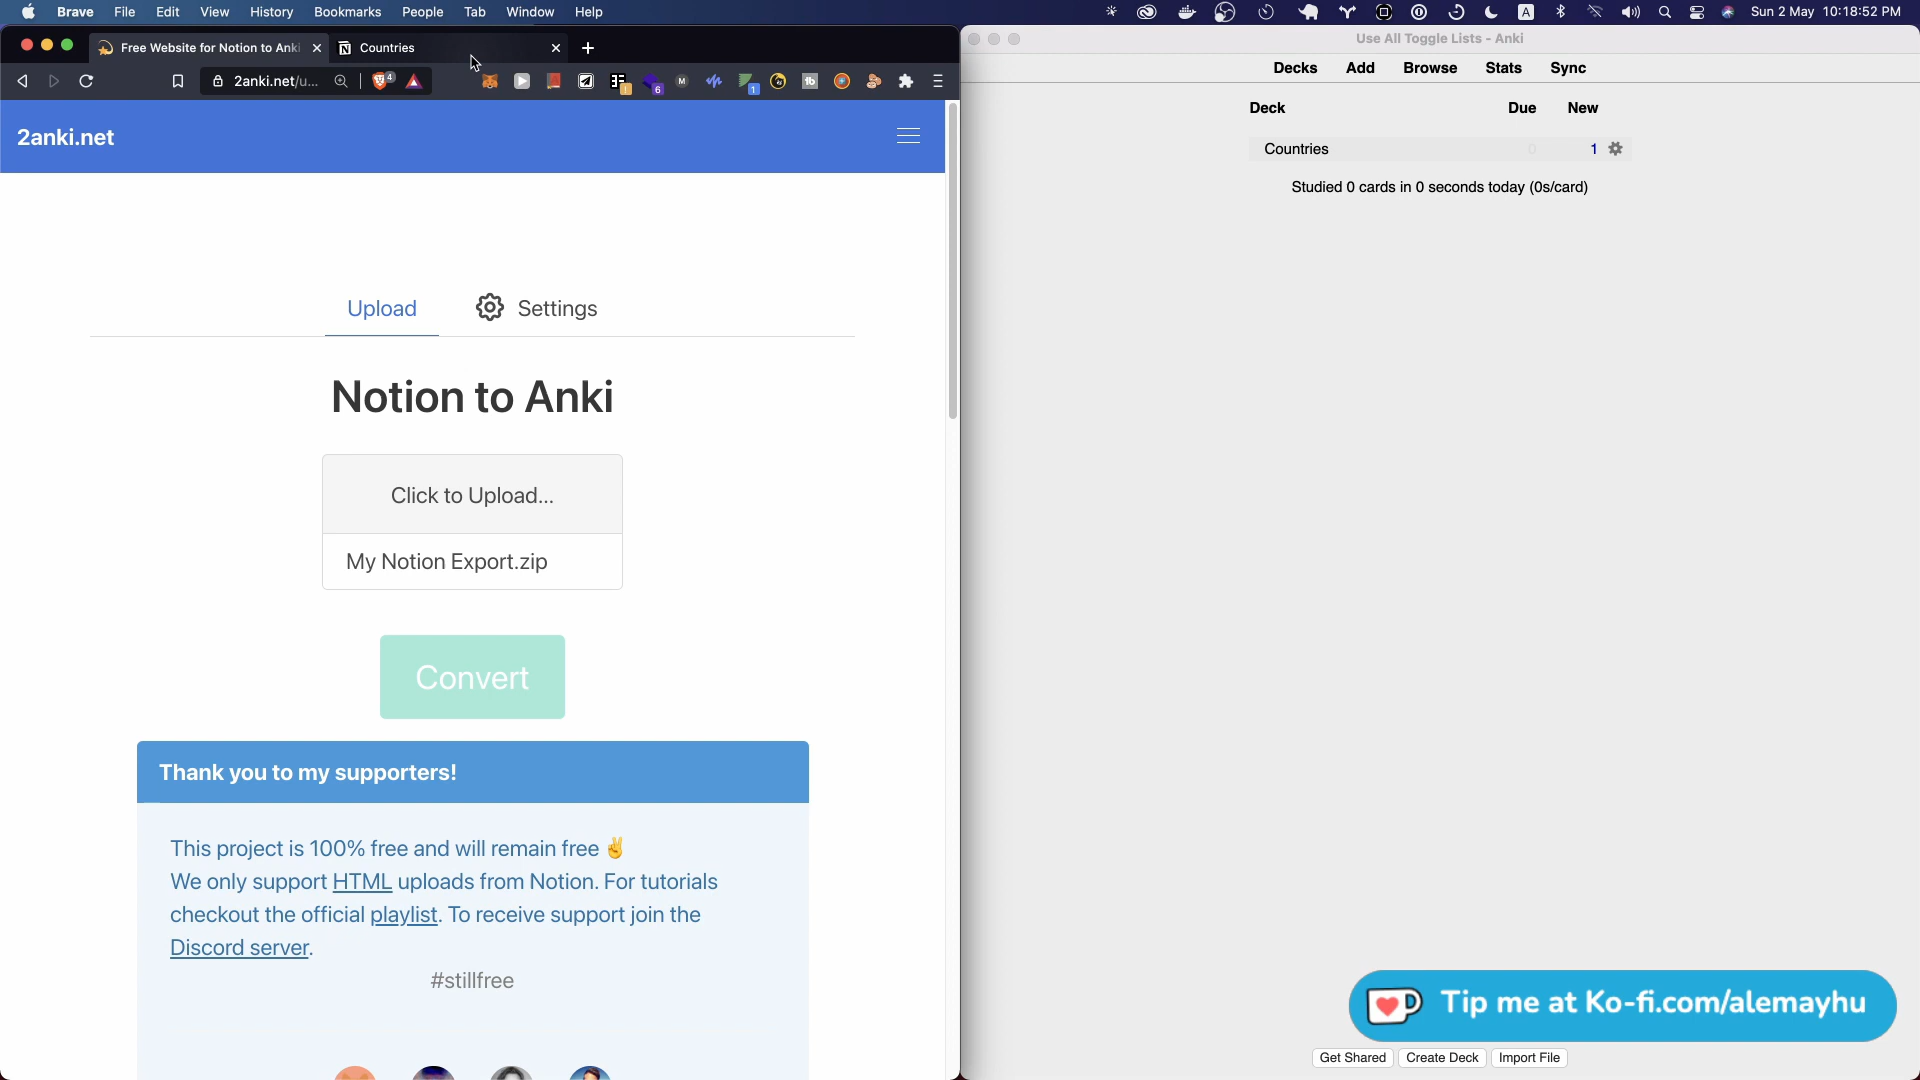 Brave File Edit View History Bookmarks People Tab Window Help
A
Sun 2 May 10:18:52 PM
Free Website for Notion to Anki
Countries
2anki.net/u...
4
6
M
1
tb
2anki.net
Upload
Settings
Notion to Anki
Click to Upload...
My Notion Export.zip
Convert
Thank you to my supporters!
This project is 100% free and will remain free ✌
We only support HTML uploads from Notion. For tutorials
checkout the official playlist. To receive support join the
Discord server.
#stillfree
Use All Toggle Lists - Anki
Decks Add Browse Stats Sync
Deck Due New
Countries 0 1
Studied 0 cards in 0 seconds today (0s/card)
Tip me at Ko-fi.com/alemayhu
Get Shared Create Deck Import File